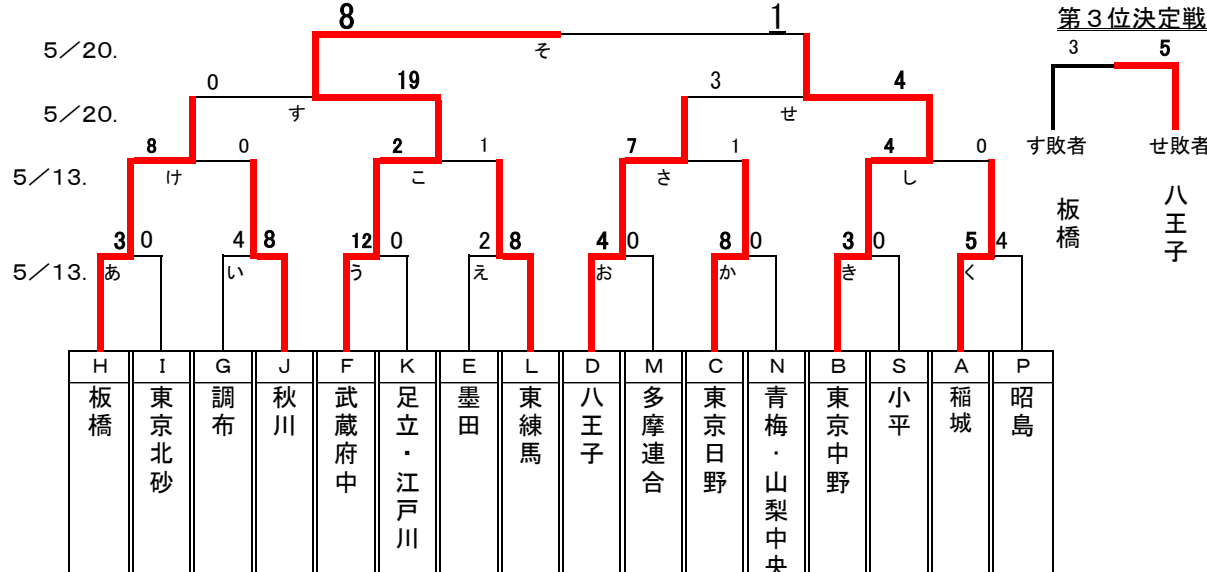 8 1 第３位決定戦
5／20. そ 3 5
0 19 3 4
5／20. す せ
す敗者 せ敗者
8 0 2 1 7 1 4 0
5／13. け こ さ し
板橋 八王子
3 0 4 8 12 0 2 8 4 0 8 0 3 0 5 4
5／13. あ い う え お か き く
H I G J F K E L D M C N B S A P
板橋
東京北砂
調布
秋川
武蔵府中
足立・江戸川
墨田
東練馬
八王子
多摩連合
東京日野
青梅・山梨中央
東京中野
小平
稲城
昭島